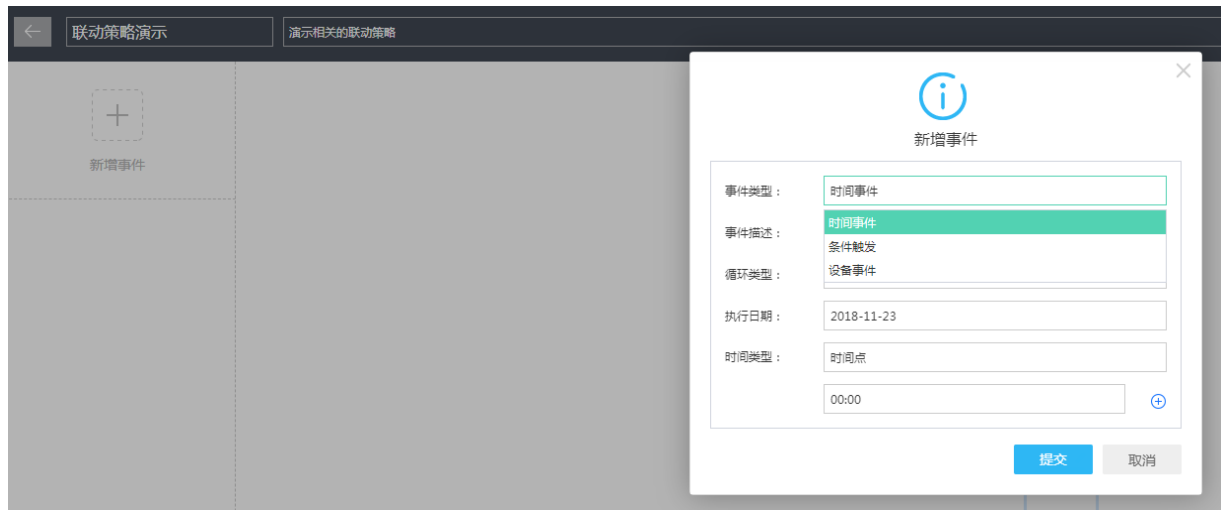 联动策略演示
演示相关的联动策略
新增事件
新增事件
事件类型：
时间事件
时间事件
事件描述：
条件触发
设备事件
循环类型：
执行日期：
2018-11-23
时间类型：
时间点
00:00
提交
取消